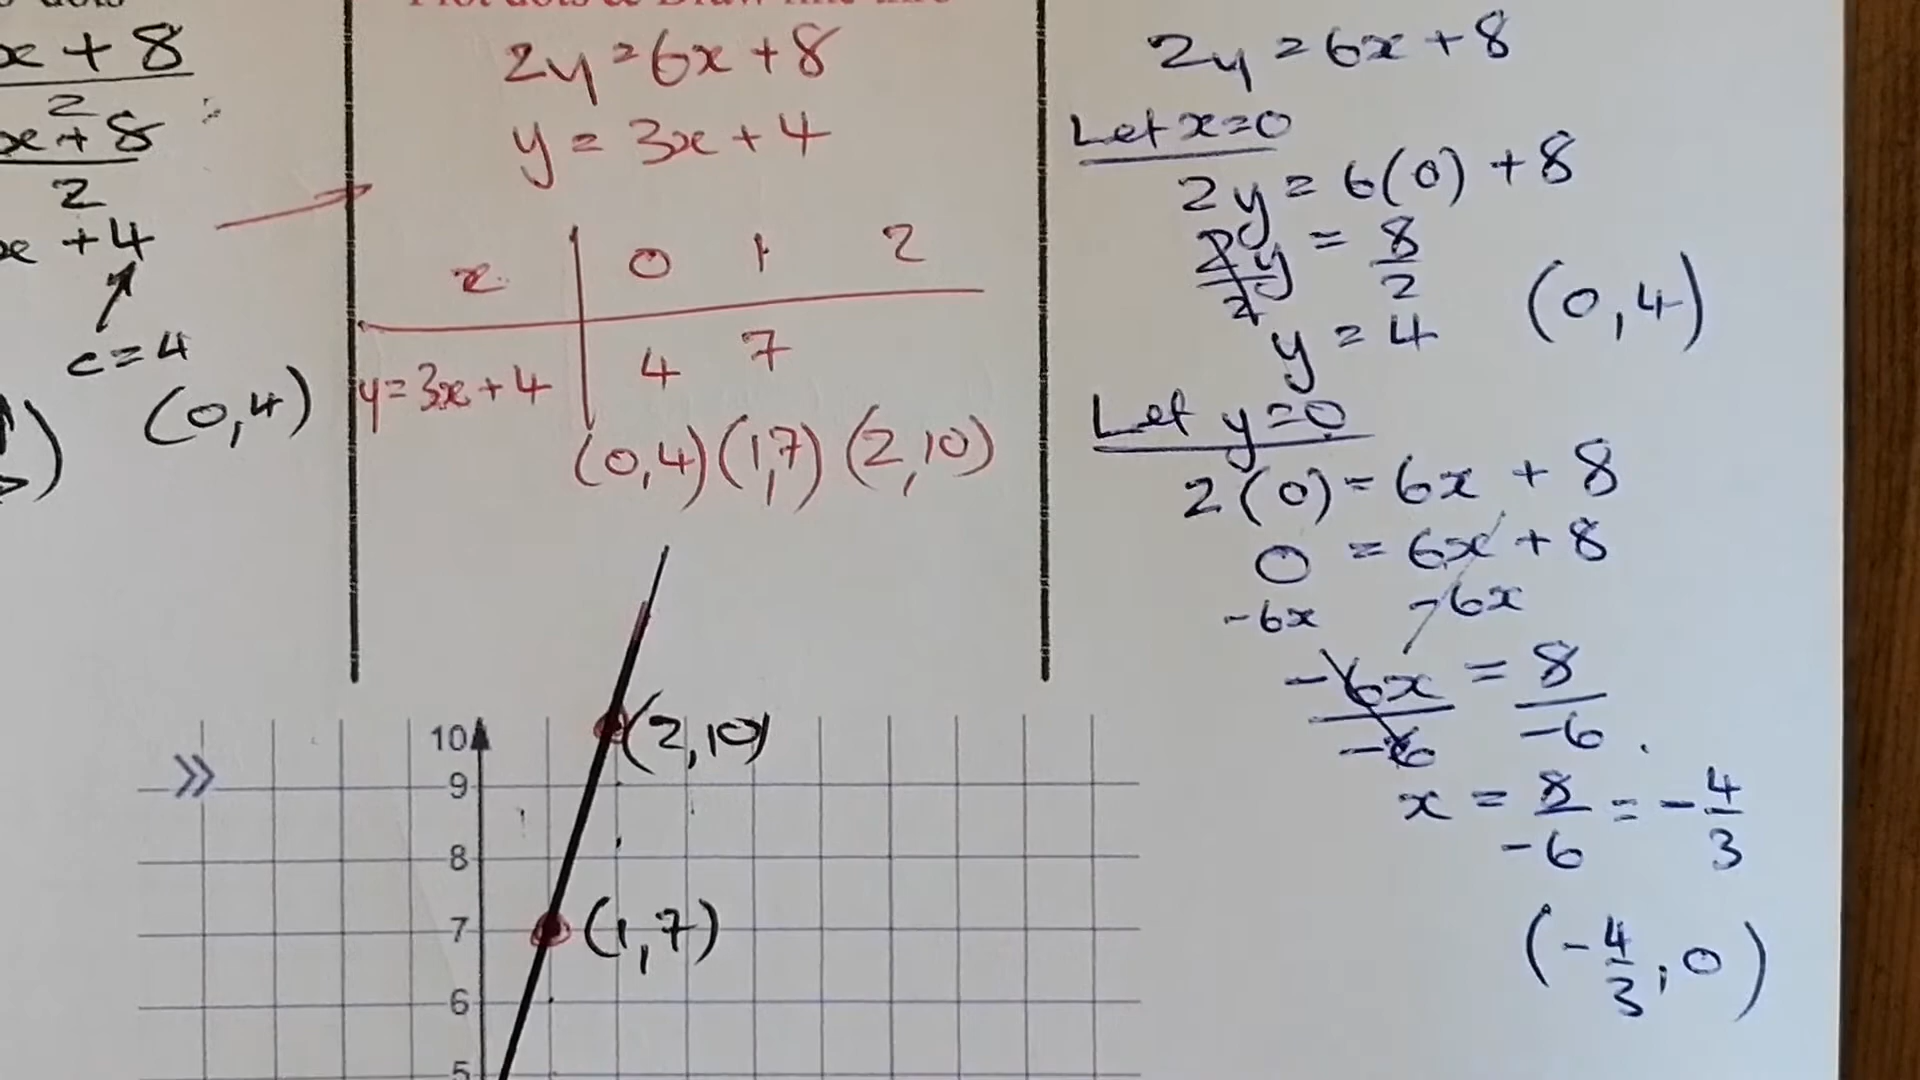 x + 8
2
x + 8
2
x + 4
c = 4
(0,4)
2y = 6x + 8
y = 3x + 4
x 0 1 2
y = 3x + 4 4 7
(0,4) (1,7) (2,10)
2y = 6x + 8
Let x = 0
2y = 6(0) + 8
2y = 8
2 2
y = 4 (0,4)
Let y = 0
2(0) = 6x + 8
0 = 6x + 8
-6x -6x
-6x = 8
-6 -6
x = 8/-6 = -4/3
(-4/3, 0)
10 (2,10)
9
8
7 (1,7)
6
5